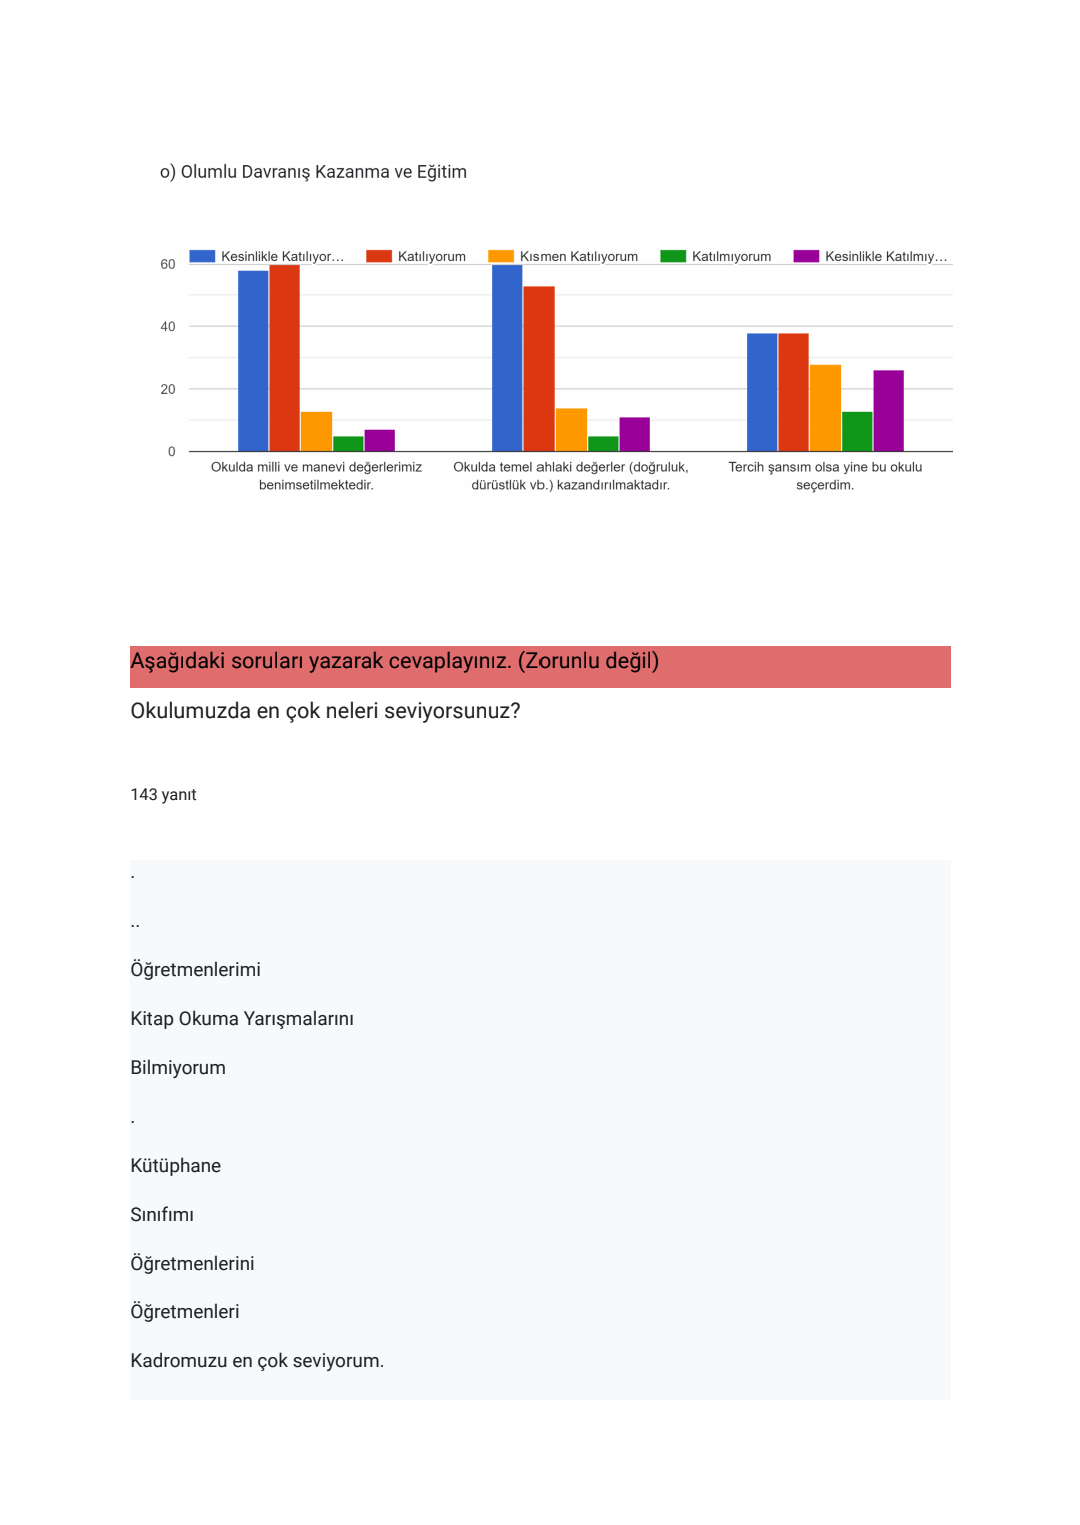 o) Olumlu Davranış Kazanma ve Eğitim
Kesinlikle Katılıyor… Katılıyorum Kısmen Katılıyorum Katılmıyorum Kesinlikle Katılmıy…
60
40
20
0
Okulda milli ve manevi değerlerimiz
benimsetilmektedir.
Okulda temel ahlaki değerler (doğruluk,
dürüstlük vb.) kazandırılmaktadır.
Tercih şansım olsa yine bu okulu
seçerdim.
Aşağıdaki soruları yazarak cevaplayınız. (Zorunlu değil)
Okulumuzda en çok neleri seviyorsunuz?
143 yanıt
.
..
Öğretmenlerimi
Kitap Okuma Yarışmalarını
Bilmiyorum
.
Kütüphane
Sınıfımı
Öğretmenlerini
Öğretmenleri
Kadromuzu en çok seviyorum.